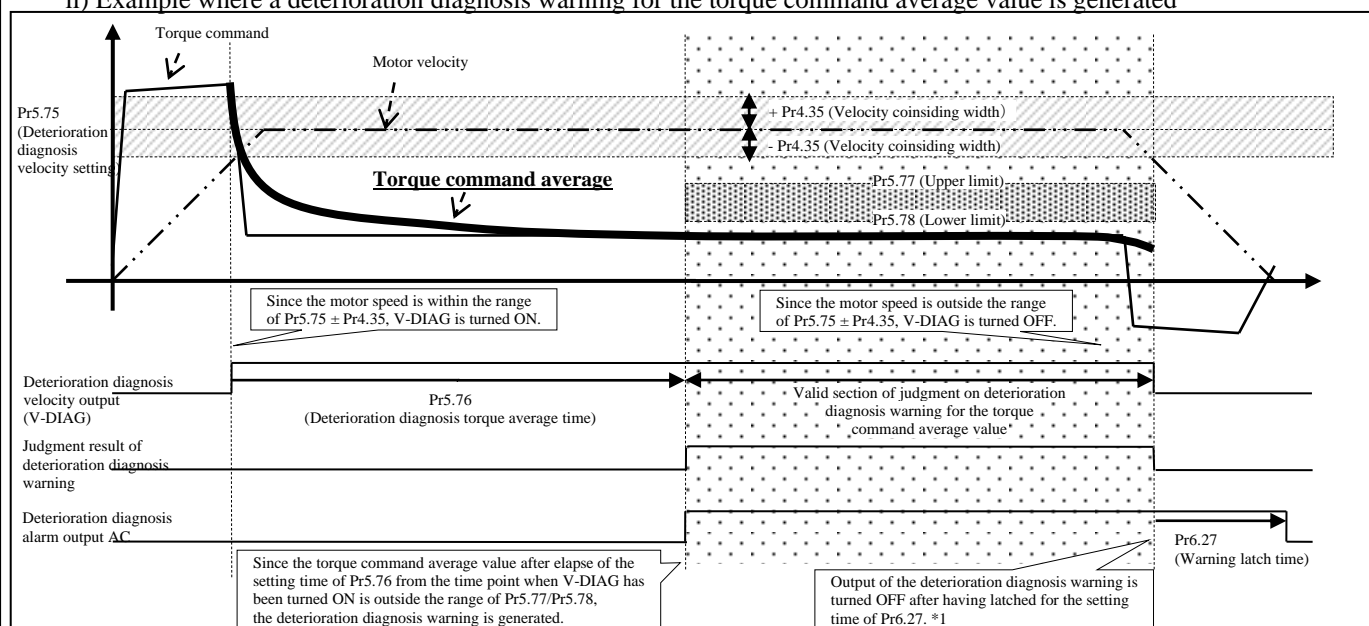 ii) Example where a deterioration diagnosis warning for the torque command average value is generated
Torque command
Motor velocity
Pr5.75
(Deterioration
diagnosis
velocity setting
+ Pr4.35 (Velocity coinsiding width)
- Pr4.35 (Velocity coinsiding width)
Torque command average
Pr5.77 (Upper limit)
Pr5.78 (Lower limit)
Since the motor speed is within the range
of Pr5.75 ± Pr4.35, V-DIAG is turned ON.
Since the motor speed is outside the range
of Pr5.75 ± Pr4.35, V-DIAG is turned OFF.
Deterioration diagnosis
velocity output
(V-DIAG)
Pr5.76
(Deterioration diagnosis torque average time)
Valid section of judgment on deterioration
diagnosis warning for the torque
command average value
Judgment result of
deterioration diagnosis
warning
Deterioration diagnosis
alarm output AC
Pr6.27
(Warning latch time)
Since the torque command average value after elapse of the
setting time of Pr5.76 from the time point when V-DIAG has
been turned ON is outside the range of Pr5.77/Pr5.78,
the deterioration diagnosis warning is generated.
Output of the deterioration diagnosis warning is
turned OFF after having latched for the setting
time of Pr6.27. *1